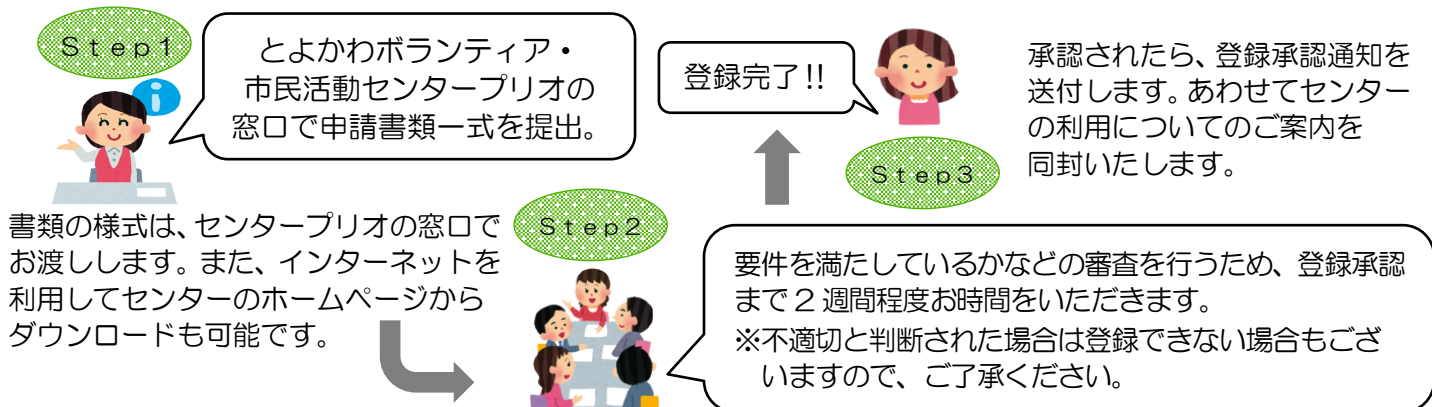 Step1
とよかわボランティア・
市民活動センタープリオの
窓口で申請書類一式を提出。
書類の様式は、センタープリオの窓口で
お渡しします。また、インターネットを
利用してセンターのホームページから
ダウンロードも可能です。
Step2
要件を満たしているかなどの審査を行うため、登録承認
まで2週間程度お時間をいただきます。
※不適切と判断された場合は登録できない場合もござ
いますので、ご了承ください。
登録完了!!
Step3
承認されたら、登録承認通知を
送付します。あわせてセンター
の利用についてのご案内を
同封いたします。